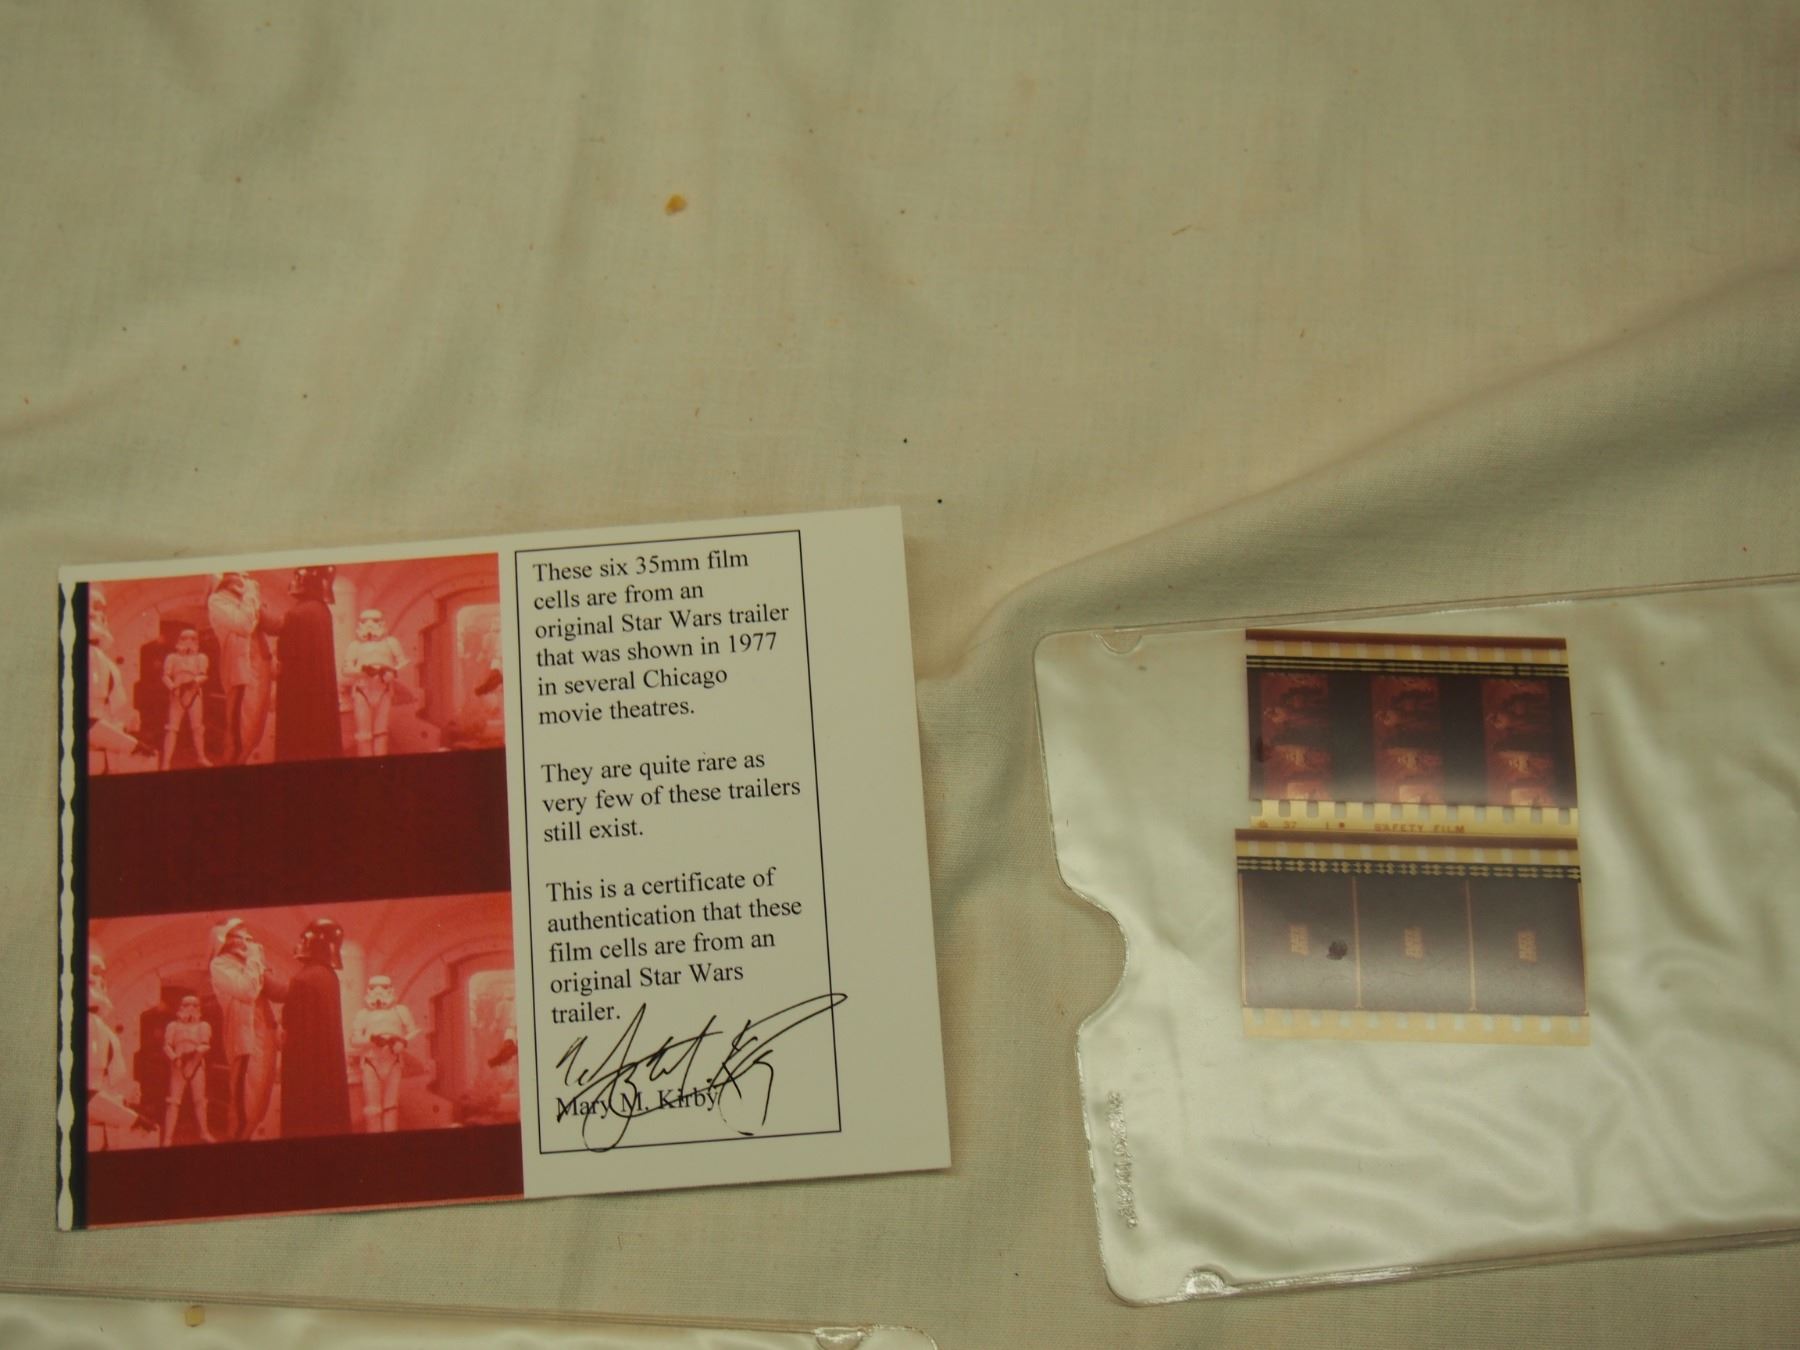 These six 35mm film
cells are from an
original Star Wars trailer
that was shown in 1977
in several Chicago
movie theatres.
They are quite rare as
very few of these trailers
still exist.
This is a certificate of
authentication that these
film cells are from an
original Star Wars
trailer.
Mary M. Kirby
37 1 SAFETY FILM